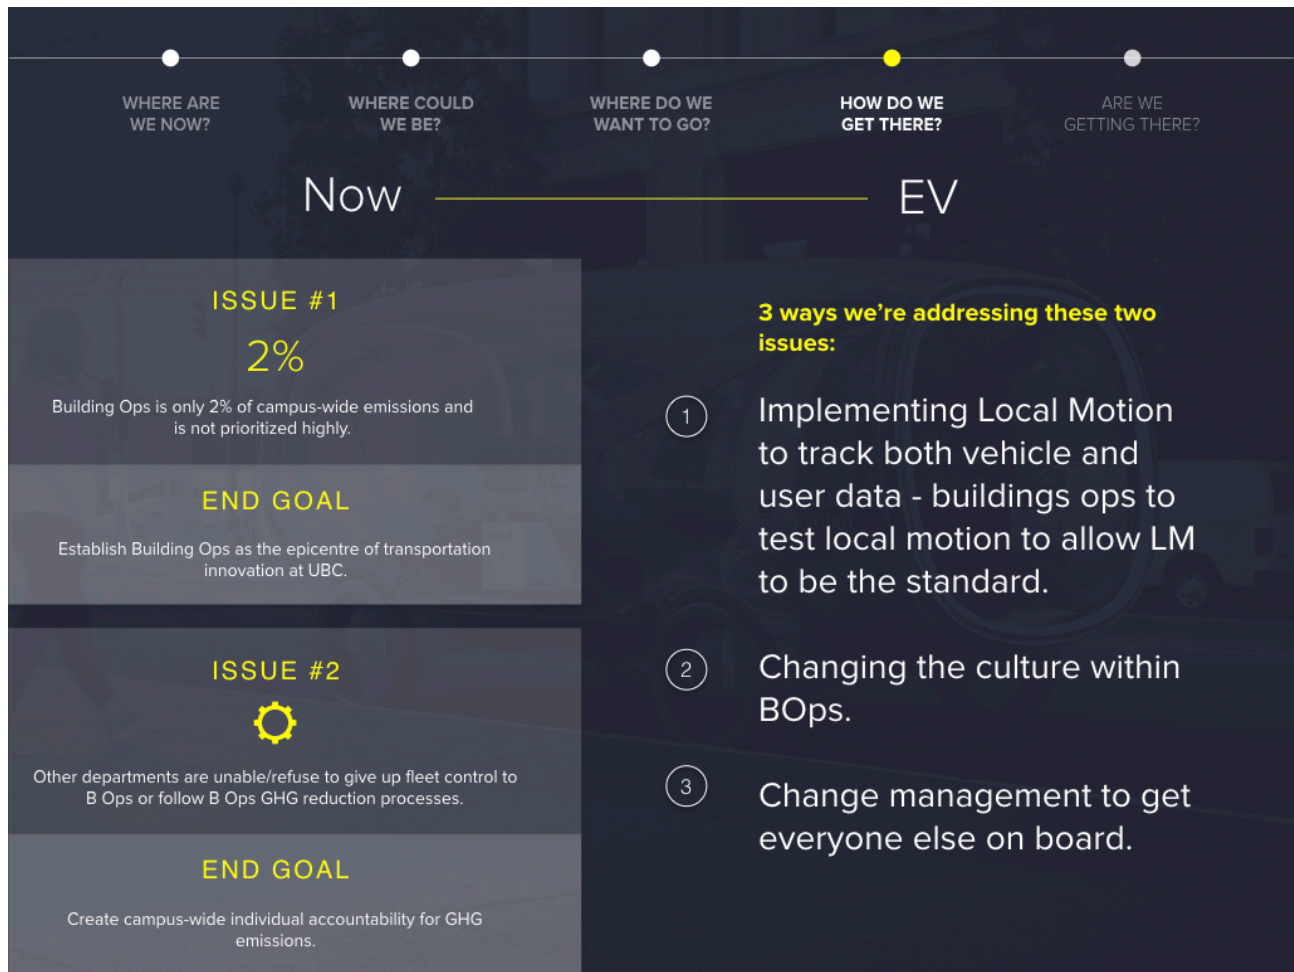 WHERE ARE
WE NOW?
WHERE COULD
WE BE?
WHERE DO WE
WANT TO GO?
HOW DO WE
GET THERE?
ARE WE
GETTING THERE?
Now
EV
ISSUE #1
2%
Building Ops is only 2% of campus-wide emissions and
is not prioritized highly.
END GOAL
Establish Building Ops as the epicentre of transportation
innovation at UBC.
ISSUE #2
Other departments are unable/refuse to give up fleet control to
B Ops or follow B Ops GHG reduction processes.
END GOAL
Create campus-wide individual accountability for GHG
emissions.
3 ways we're addressing these two
issues:
1
Implementing Local Motion
to track both vehicle and
user data - buildings ops to
test local motion to allow LM
to be the standard.
2
Changing the culture within
BOps.
3
Change management to get
everyone else on board.